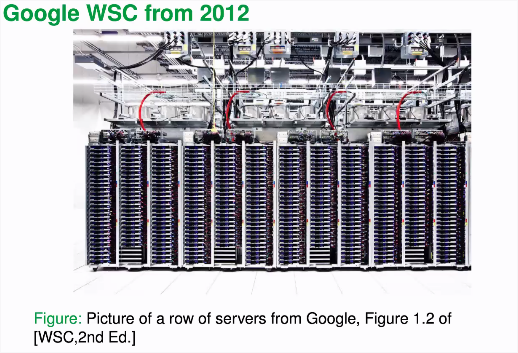 Google WSC from 2012
Figure: Picture of a row of servers from Google, Figure 1.2 of
[WSC,2nd Ed.]